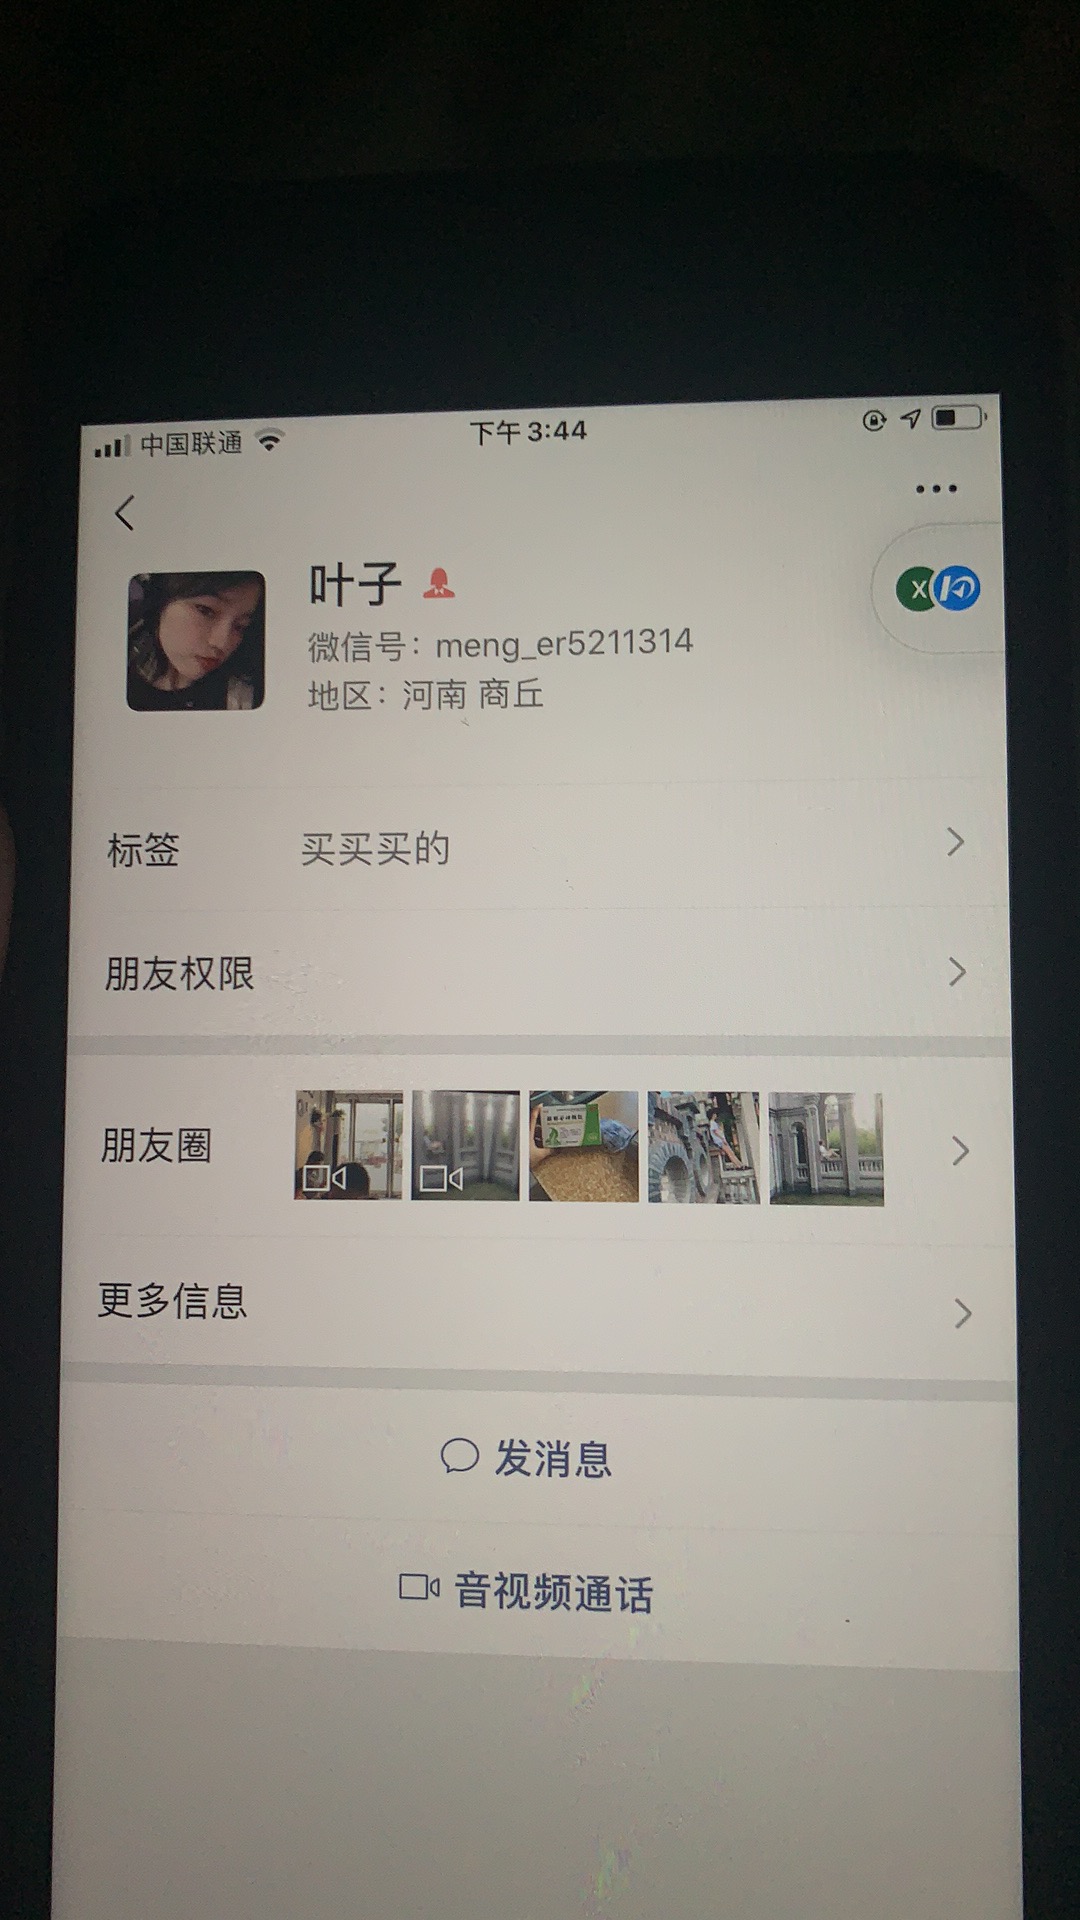 中国联通
下午3:44
叶子
微信号：meng_er5211314
地区：河南 商丘
X
标签 买买买的
朋友权限
朋友圈
更多信息
发消息
音视频通话